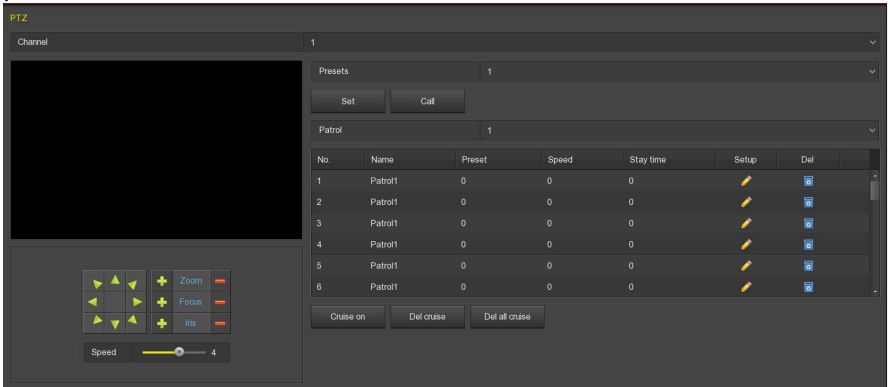 PTZ
Channel 1
Presets 1
Set Call
Patrol 1
No. Name Preset Speed Stay time Setup Del
1 Patrol1 0 0 0
2 Patrol1 0 0 0
3 Patrol1 0 0 0
4 Patrol1 0 0 0
5 Patrol1 0 0 0
6 Patrol1 0 0 0
Zoom
Focus
Iris
Speed 4
Cruise on Del cruise Del all cruise